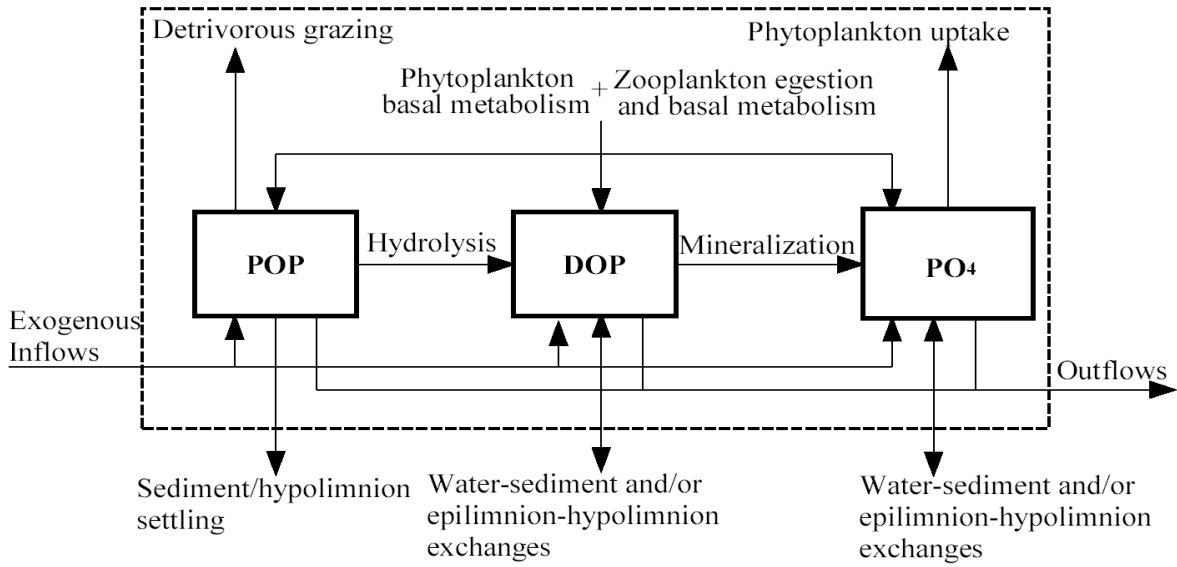 Detrivorous grazing
Phytoplankton uptake
Phytoplankton
basal metabolism
+
Zooplankton egestion
and basal metabolism
POP
Hydrolysis
DOP
Mineralization
PO4
Exogenous
Inflows
Outflows
Sediment/hypolimnion
settling
Water-sediment and/or
epilimnion-hypolimnion
exchanges
Water-sediment and/or
epilimnion-hypolimnion
exchanges